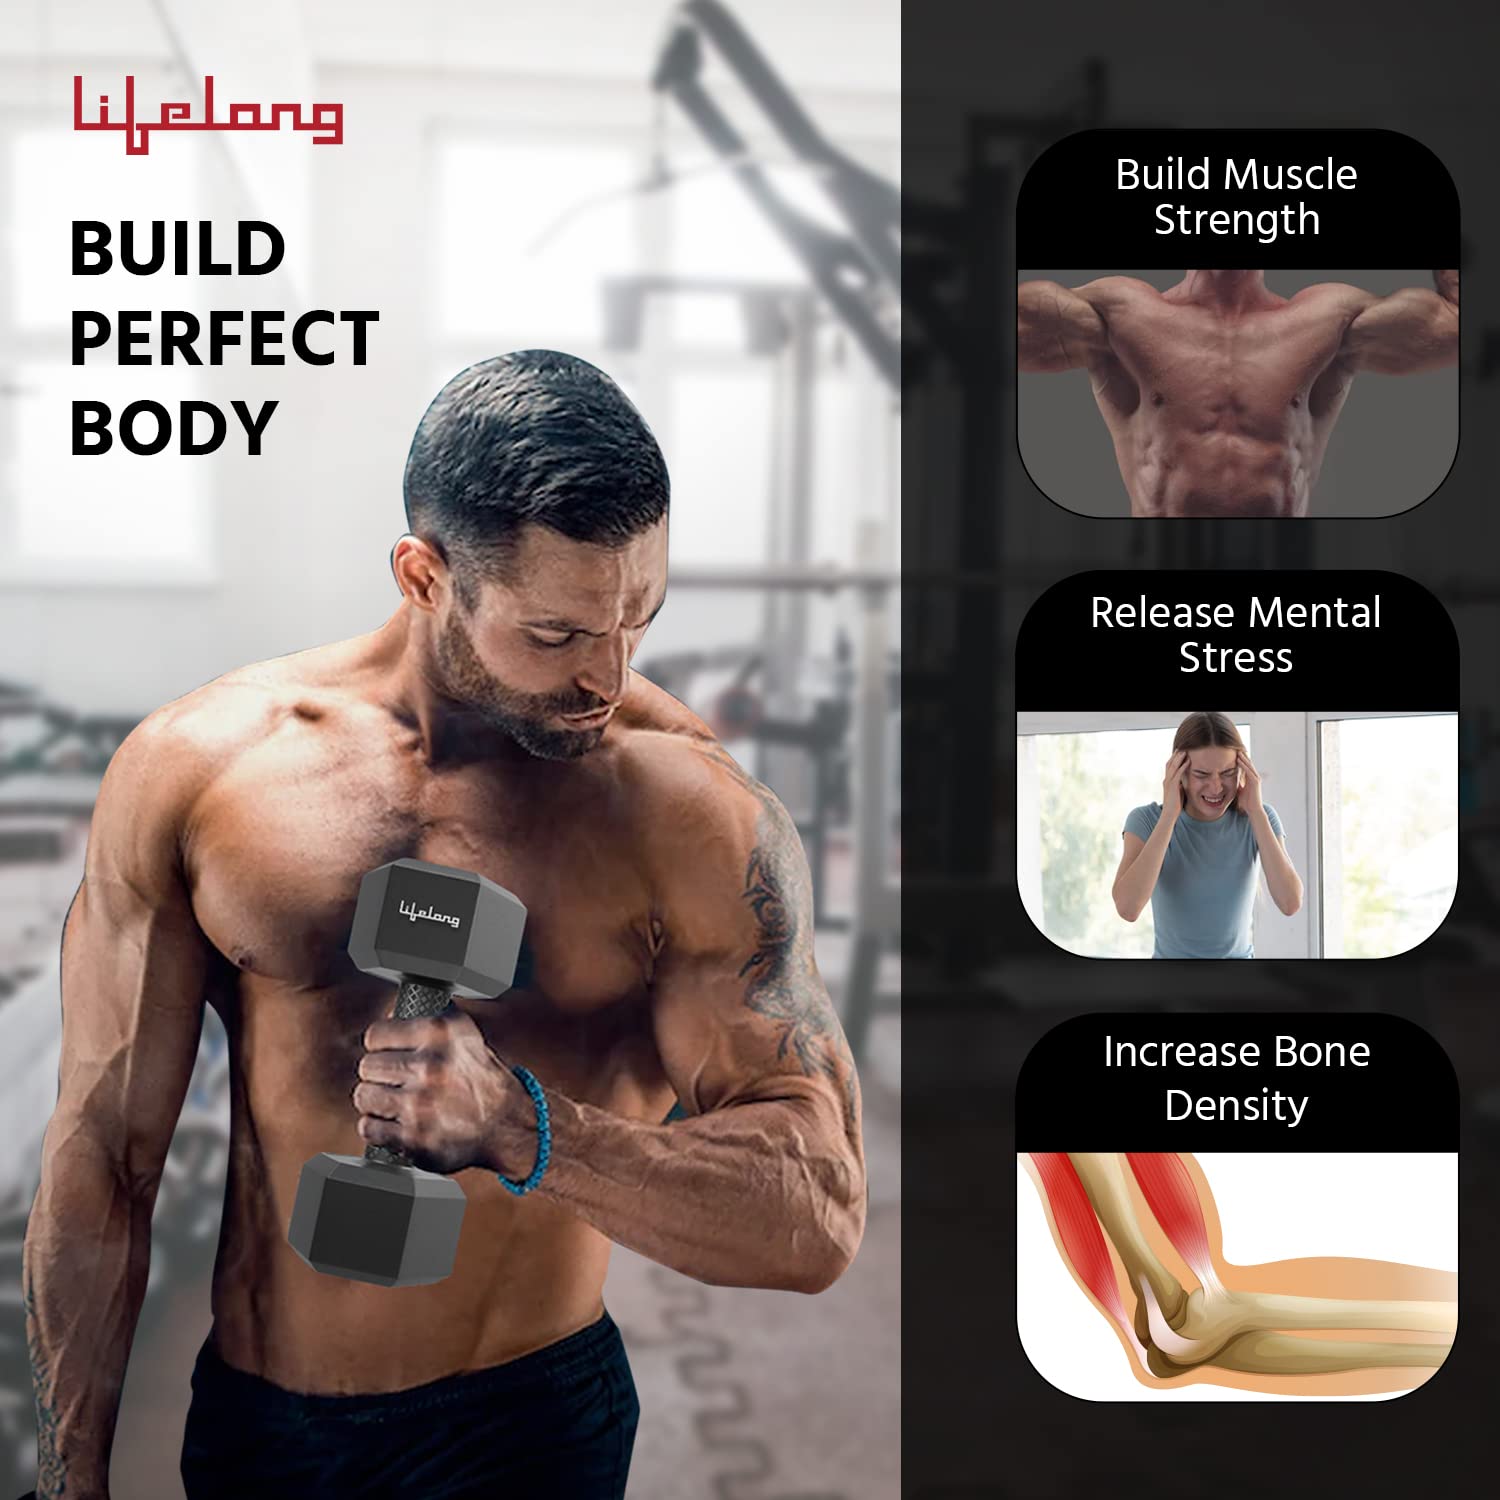 Lifelong
BUILD
PERFECT
BODY
Lifelong
Build Muscle
Strength
Release Mental
Stress
Increase Bone
Density